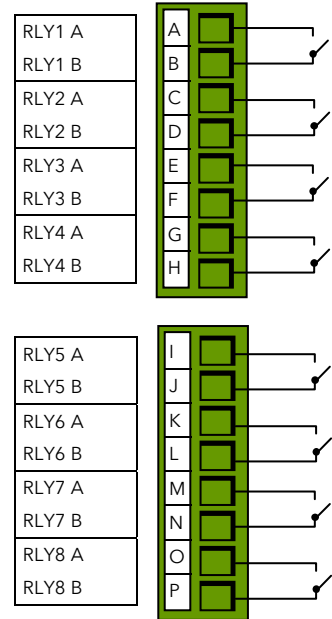 RLY1 A A
RLY1 B B
RLY2 A C
RLY2 B D
RLY3 A E
RLY3 B F
RLY4 A G
RLY4 B H
RLY5 A I
RLY5 B J
RLY6 A K
RLY6 B L
RLY7 A M
RLY7 B N
RLY8 A O
RLY8 B P